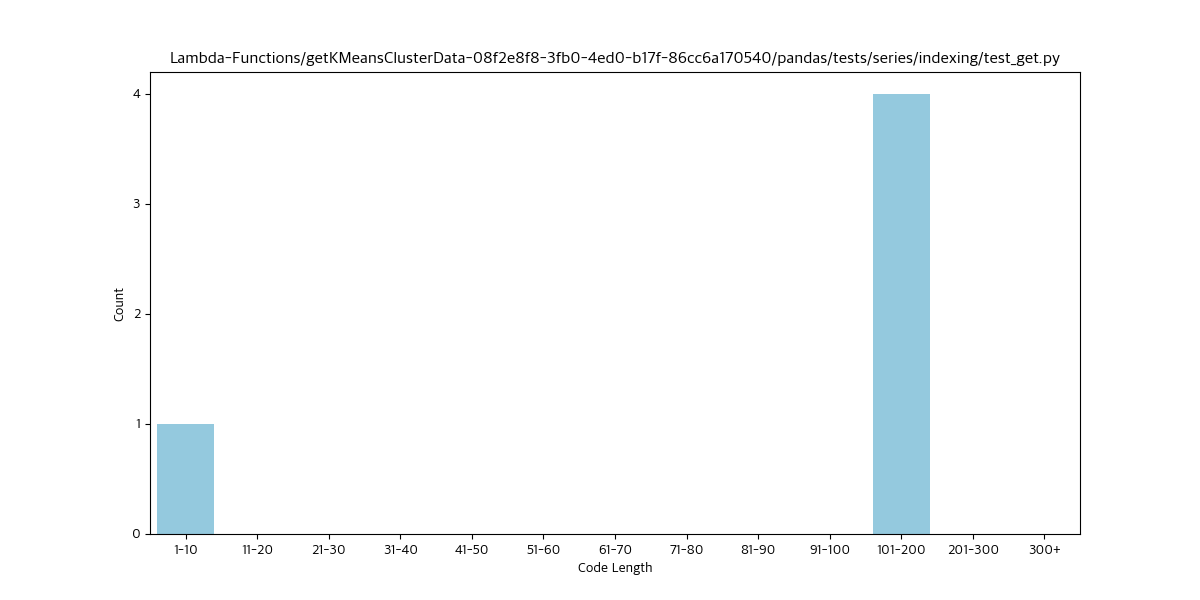 Lambda-Functions/getKMeansClusterData-08f2e8f8-3fb0-4ed0-b17f-86cc6a170540/pandas/tests/series/indexing/test_get.py
4
3
2
1
0
Count
1-10 11-20 21-30 31-40 41-50 51-60 61-70 71-80 81-90 91-100 101-200 201-300 300+
Code Length